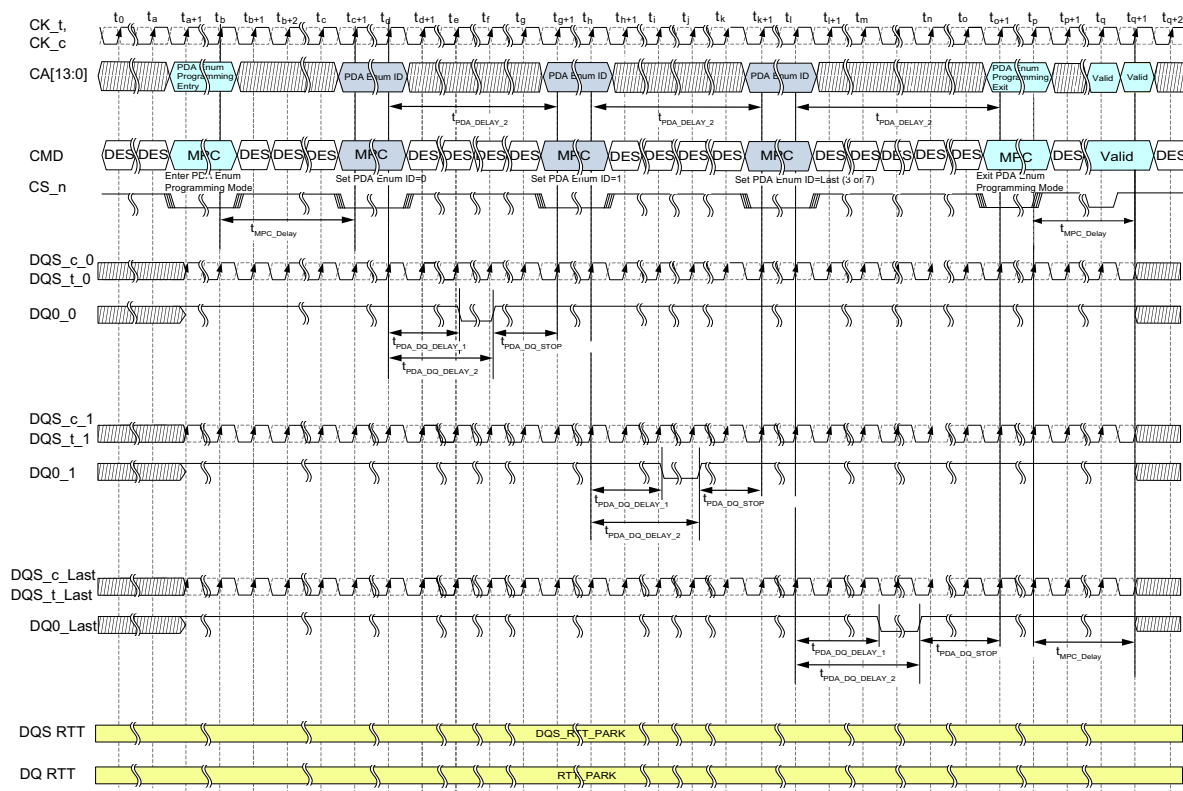 t0 ta ta+1 tb tb+1 tb+2 tc tc+1 td td+1 te tf tg tg+1 th th+1 ti tj tk tk+1 tl tl+1 tm tn to to+1 tp tp+1 tq tq+1 tq+2
CK_t,
CK_c
CA[13:0]
PDA Enum
Programming
Entry
PDA Enum ID
PDA Enum ID
PDA Enum ID
PDA Enum
Programming
Exit
Valid
Valid
tPDA_DELAY_2
tPDA_DELAY_2
tPDA_DELAY_2
CMD
DES DES MPC DES DES DES MPC DES DES DES DES MPC DES DES DES DES MPC DES DES DES DES DES MPC DES Valid DES
Enter PDA Enum
Programming Mode
Set PDA Enum ID=0
Set PDA Enum ID=1
Set PDA Enum ID=Last (3 or 7)
Exit PDA Enum
Programming Mode
CS_n
tMPC_Delay
tMPC_Delay
DQS_c_0
DQS_t_0
DQ0_0
tPDA_DQ_DELAY_1
tPDA_DQ_STOP
tPDA_DQ_DELAY_2
DQS_c_1
DQS_t_1
DQ0_1
tPDA_DQ_DELAY_1
tPDA_DQ_STOP
tPDA_DQ_DELAY_2
DQS_c_Last
DQS_t_Last
DQ0_Last
tPDA_DQ_DELAY_1
tPDA_DQ_STOP
tMPC_Delay
tPDA_DQ_DELAY_2
DQS RTT
DQS_RTT_PARK
DQ RTT
RTT_PARK